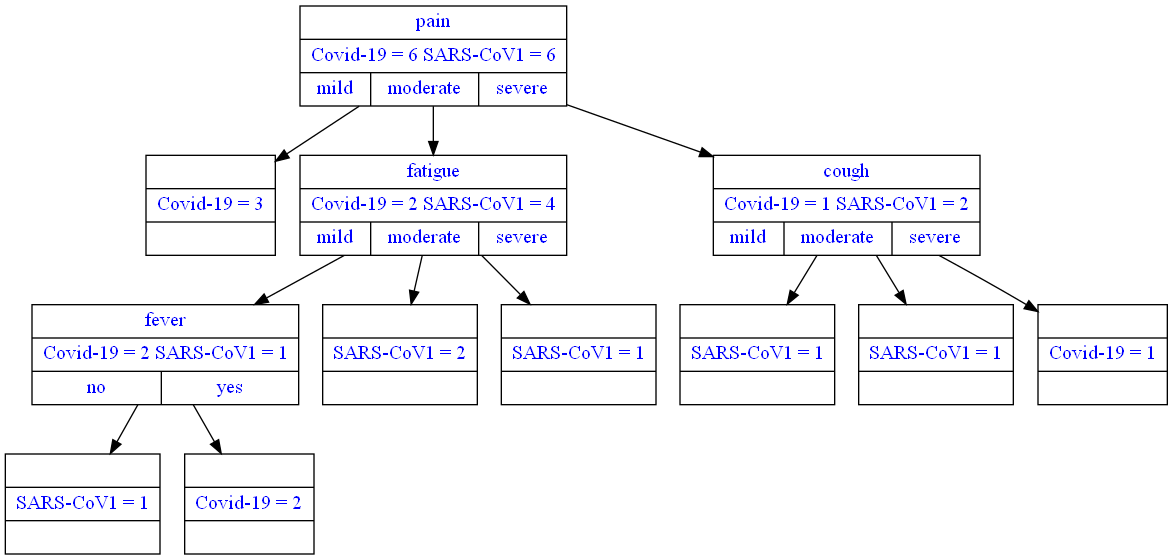 pain
Covid-19 = 6 SARS-CoV1 = 6
mild moderate severe
Covid-19 = 3
fatigue
Covid-19 = 2 SARS-CoV1 = 4
mild moderate severe
cough
Covid-19 = 1 SARS-CoV1 = 2
mild moderate severe
fever
Covid-19 = 2 SARS-CoV1 = 1
no yes
SARS-CoV1 = 2
SARS-CoV1 = 1
SARS-CoV1 = 1
SARS-CoV1 = 1
Covid-19 = 1
SARS-CoV1 = 1
Covid-19 = 2